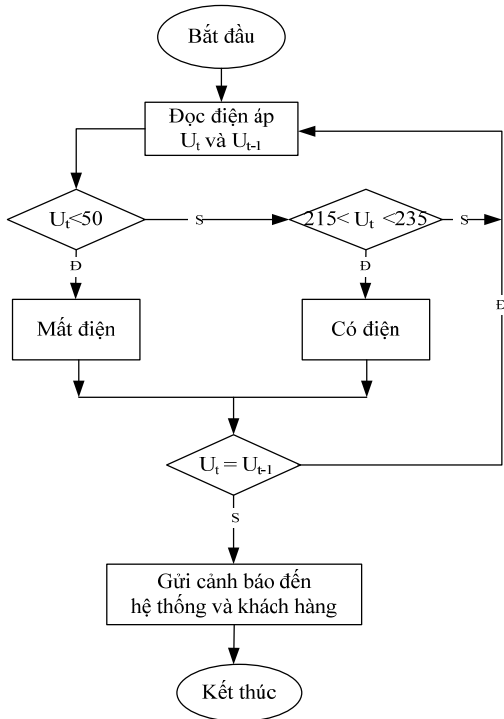 Bắt đầu
Đọc điện áp
Uₜ và Uₜ₋₁
Uₜ<50
S
215< Uₜ <235
S
Đ
Đ
Đ
Mất điện
Có điện
Uₜ = Uₜ₋₁
S
Gửi cảnh báo đến
hệ thống và khách hàng
Kết thúc